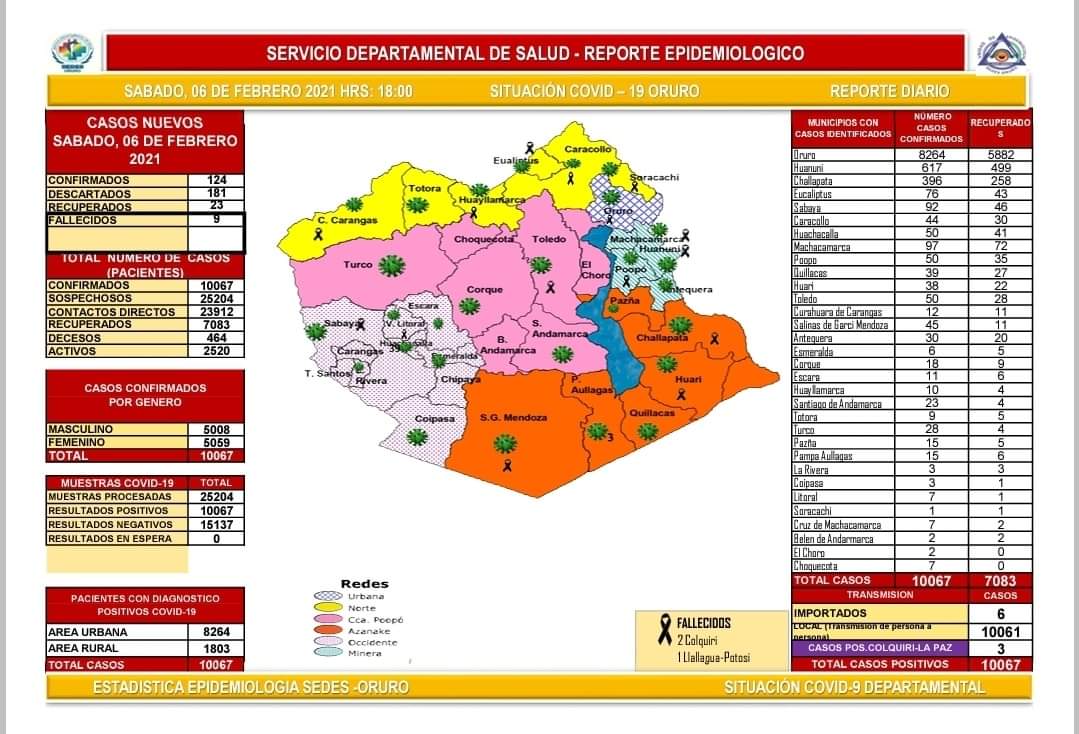 SERVICIO DEPARTAMENTAL DE SALUD - REPORTE EPIDEMIOLOGICO
SABADO, 06 DE FEBRERO 2021 HRS: 18:00 SITUACIÓN COVID – 19 ORURO REPORTE DIARIO
CASOS NUEVOS
SABADO, 06 DE FEBRERO
2021
CONFIRMADOS 124
DESCARTADOS 181
RECUPERADOS 23
FALLECIDOS 9
TOTAL NUMERO DE CASOS
(PACIENTES)
CONFIRMADOS 10067
SOSPECHOSOS 25204
CONTACTOS DIRECTOS 23912
RECUPERADOS 7083
DECESOS 464
ACTIVOS 2520
CASOS CONFIRMADOS
POR GENERO
MASCULINO 5008
FEMENINO 5059
TOTAL 10067
MUESTRAS COVID-19 TOTAL
MUESTRAS PROCESADAS 25204
RESULTADOS POSITIVOS 10067
RESULTADOS NEGATIVOS 15137
RESULTADOS EN ESPERA 0
PACIENTES CON DIAGNOSTICO
POSITIVOS COVID-19
AREA URBANA 8264
AREA RURAL 1803
TOTAL CASOS 10067
Caracollo
Eualiptus
Soracachi
Totora
Huayllamarca
Oruro
C. Carangas
Choquecota
Toledo
Machacamarca
Huanuni
Turco
El
Choro
Poopó
Antequera
Corque
Pazña
Escara
Sabaya
V. Litoral
S.
Andamarca
Challapata
Huachacalla
39
B.
Andamarca
Carangas
Esmeralda
T. Santos
Rivera
Chipaya
P.
Aullagas
Huari
Coipasa
S.G. Mendoza
Quillacas
3
Redes
Urbana
Norte
Cca. Poopó
Azanake
Occidente
Minera
FALLECIDOS
2 Colquiri
1 Llallagua-Potosi
MUNICIPIOS CON
CASOS IDENTIFICADOS
NÚMERO
CASOS
CONFIRMADOS
RECUPERADO
S
Oruro 8264 5882
Huanuni 617 499
Challapata 396 258
Eucaliptus 76 43
Sabaya 92 46
Caracollo 44 30
Huachacalla 50 41
Machacamarca 97 72
Poopo 50 35
Quillacas 39 27
Huari 38 22
Toledo 50 28
Curahuara de Carangas 12 11
Salinas de Garci Mendoza 45 11
Antequera 30 20
Esmeralda 6 5
Corque 18 9
Escara 11 6
Huayllamarca 10 4
Santiago de Andamarca 23 4
Totora 9 5
Turco 28 4
Pazña 15 5
Pampa Aullagas 15 6
La Rivera 3 3
Coipasa 3 1
Litoral 7 1
Soracachi 1 1
Cruz de Machacamarca 7 2
Belen de Andarmarca 2 2
El Choro 2 0
Choquecota 7 0
TOTAL CASOS 10067 7083
TRANSMISION CASOS
IMPORTADOS 6
LOCAL (Transmision de persona a
persona) 10061
CASOS POS.COLQUIRI-LA PAZ 3
TOTAL CASOS POSITIVOS 10067
ESTADÍSTICA EPIDEMIOLOGIA SEDES -ORURO SITUACIÓN COVID-9 DEPARTAMENTAL